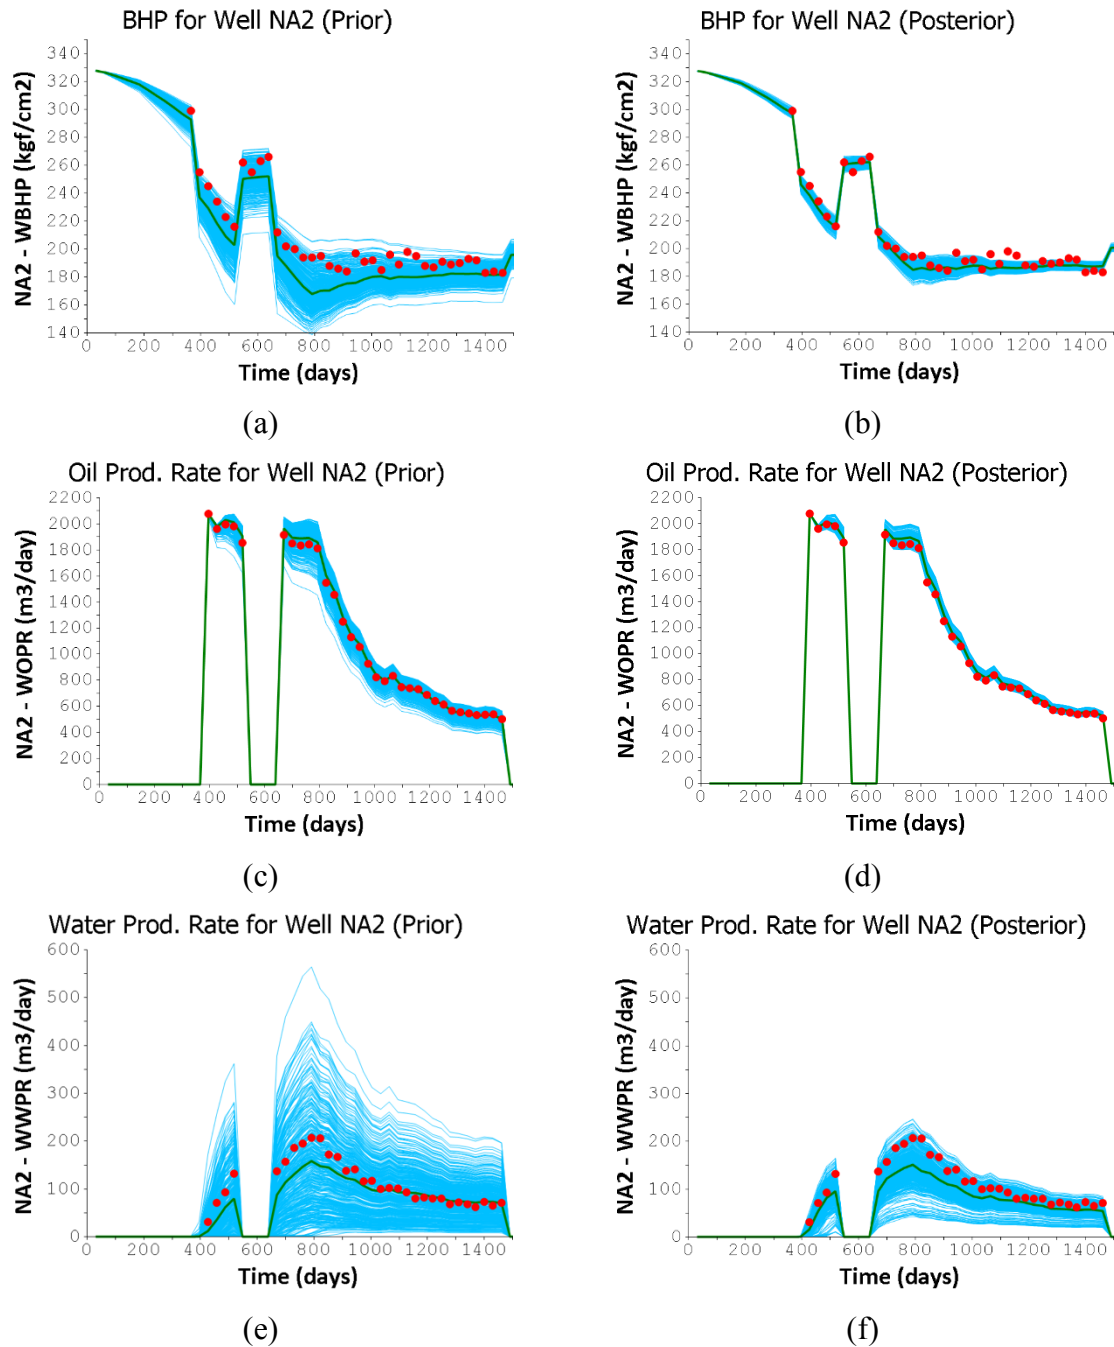 BHP for Well NA2 (Prior)
340
320
300
280
260
240
220
200
180
160
140
NA2 - WBHP (kgf/cm2)
0 200 400 600 800 1000 1200 1400
Time (days)
(a)
BHP for Well NA2 (Posterior)
340
320
300
280
260
240
220
200
180
160
140
NA2 - WBHP (kgf/cm2)
0 200 400 600 800 1000 1200 1400
Time (days)
(b)
Oil Prod. Rate for Well NA2 (Prior)
2200
2000
1800
1600
1400
1200
1000
800
600
400
200
0
NA2 - WOPR (m3/day)
0 200 400 600 800 1000 1200 1400
Time (days)
(c)
Oil Prod. Rate for Well NA2 (Posterior)
2200
2000
1800
1600
1400
1200
1000
800
600
400
200
0
NA2 - WOPR (m3/day)
0 200 400 600 800 1000 1200 1400
Time (days)
(d)
Water Prod. Rate for Well NA2 (Prior)
600
500
400
300
200
100
0
NA2 - WWPR (m3/day)
0 200 400 600 800 1000 1200 1400
Time (days)
(e)
Water Prod. Rate for Well NA2 (Posterior)
600
500
400
300
200
100
0
NA2 - WWPR (m3/day)
0 200 400 600 800 1000 1200 1400
Time (days)
(f)